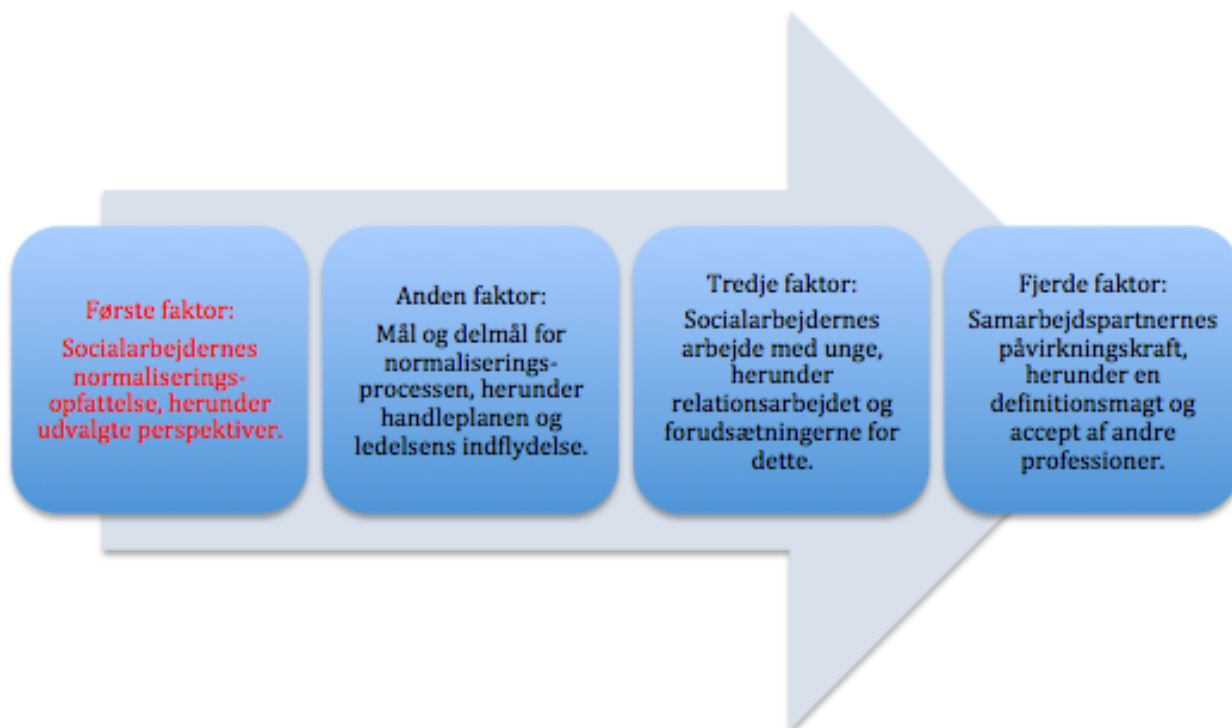 Første faktor:
Socialarbejdernes
normaliserings-
opfattelse, herunder
udvalgte perspektiver.
Anden faktor:
Mål og delmål for
normaliserings-
processen, herunder
handleplanen og
ledelsens indflydelse.
Tredje faktor:
Socialarbejdernes
arbejde med unge,
herunder
relationsarbejdet og
forudsætningerne for
dette.
Fjerde faktor:
Samarbejdspartnernes
påvirkningskraft,
herunder en
definitionsmagt og
accept af andre
professioner.